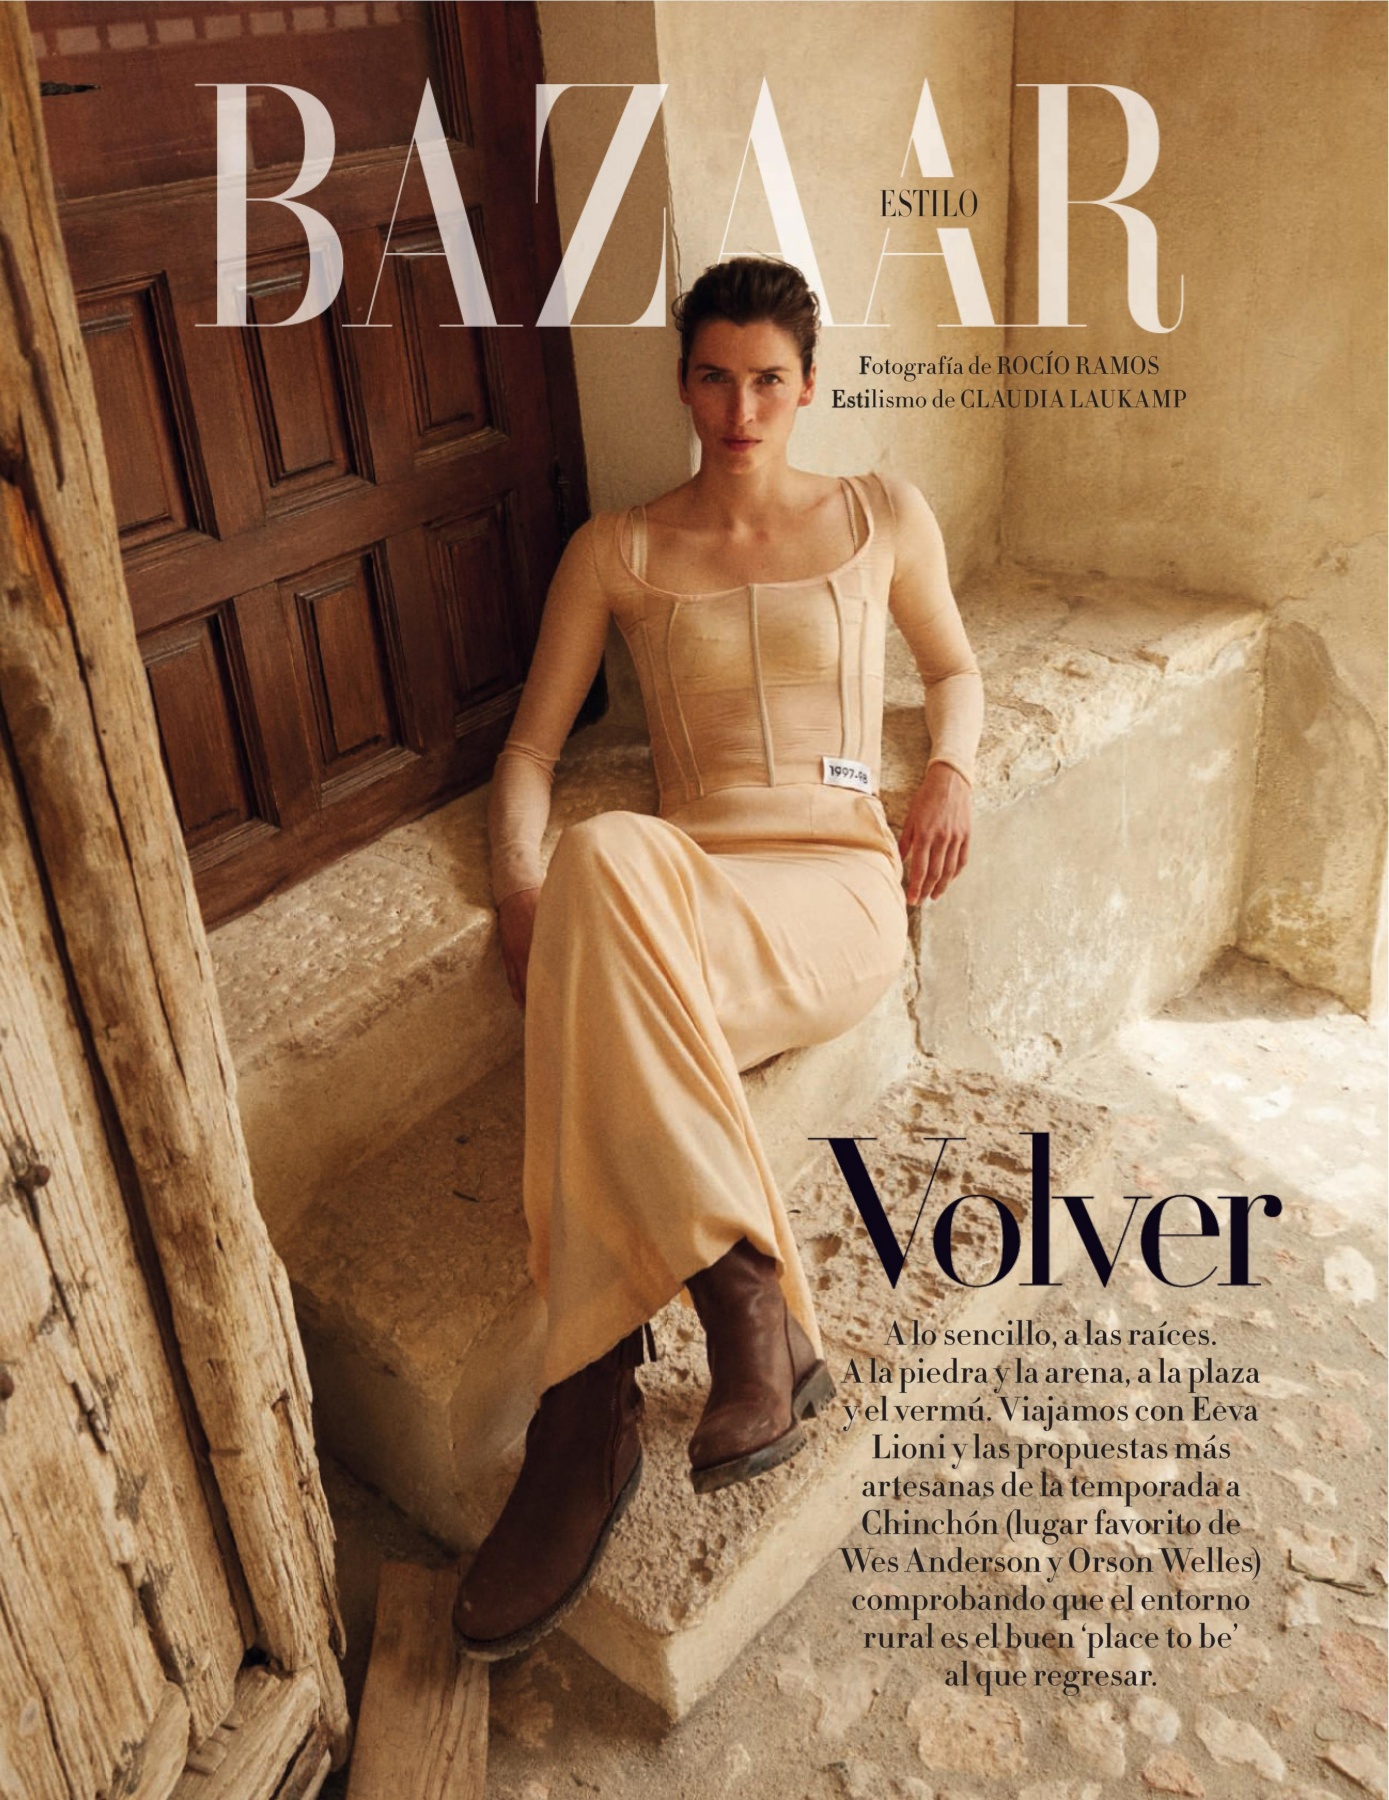 BAZAAR
ESTILO
Fotografía de ROCÍO RAMOS
Estilismo de CLAUDIA LAUKAMP
1997-98
Volver
A lo sencillo, a las raíces.
A la piedra y la arena, a la plaza
y el vermú. Viajamos con Eeva
Lioni y las propuestas más
artesanas de la temporada a
Chinchón (lugar favorito de
Wes Anderson y Orson Welles)
comprobando que el entorno
rural es el buen ‘place to be’
al que regresar.